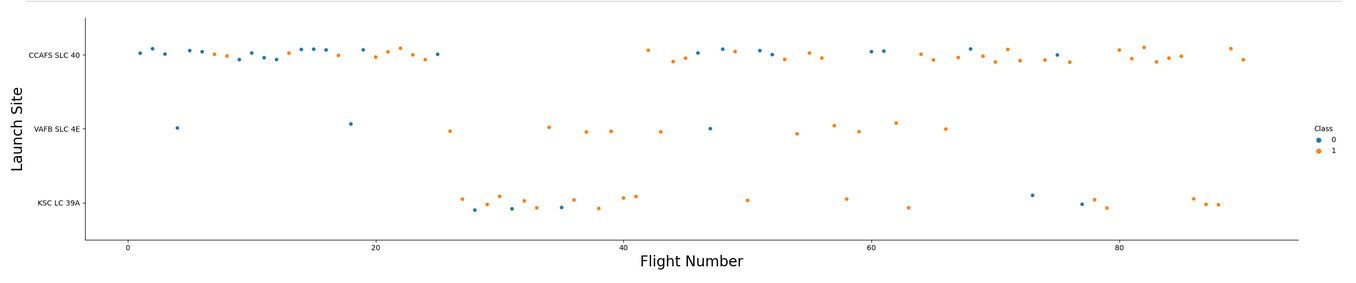 CCAFS SLC 40
VAFB SLC 4E
KSC LC 39A
Launch Site
0
20
40
60
80
Flight Number
Class
0
1